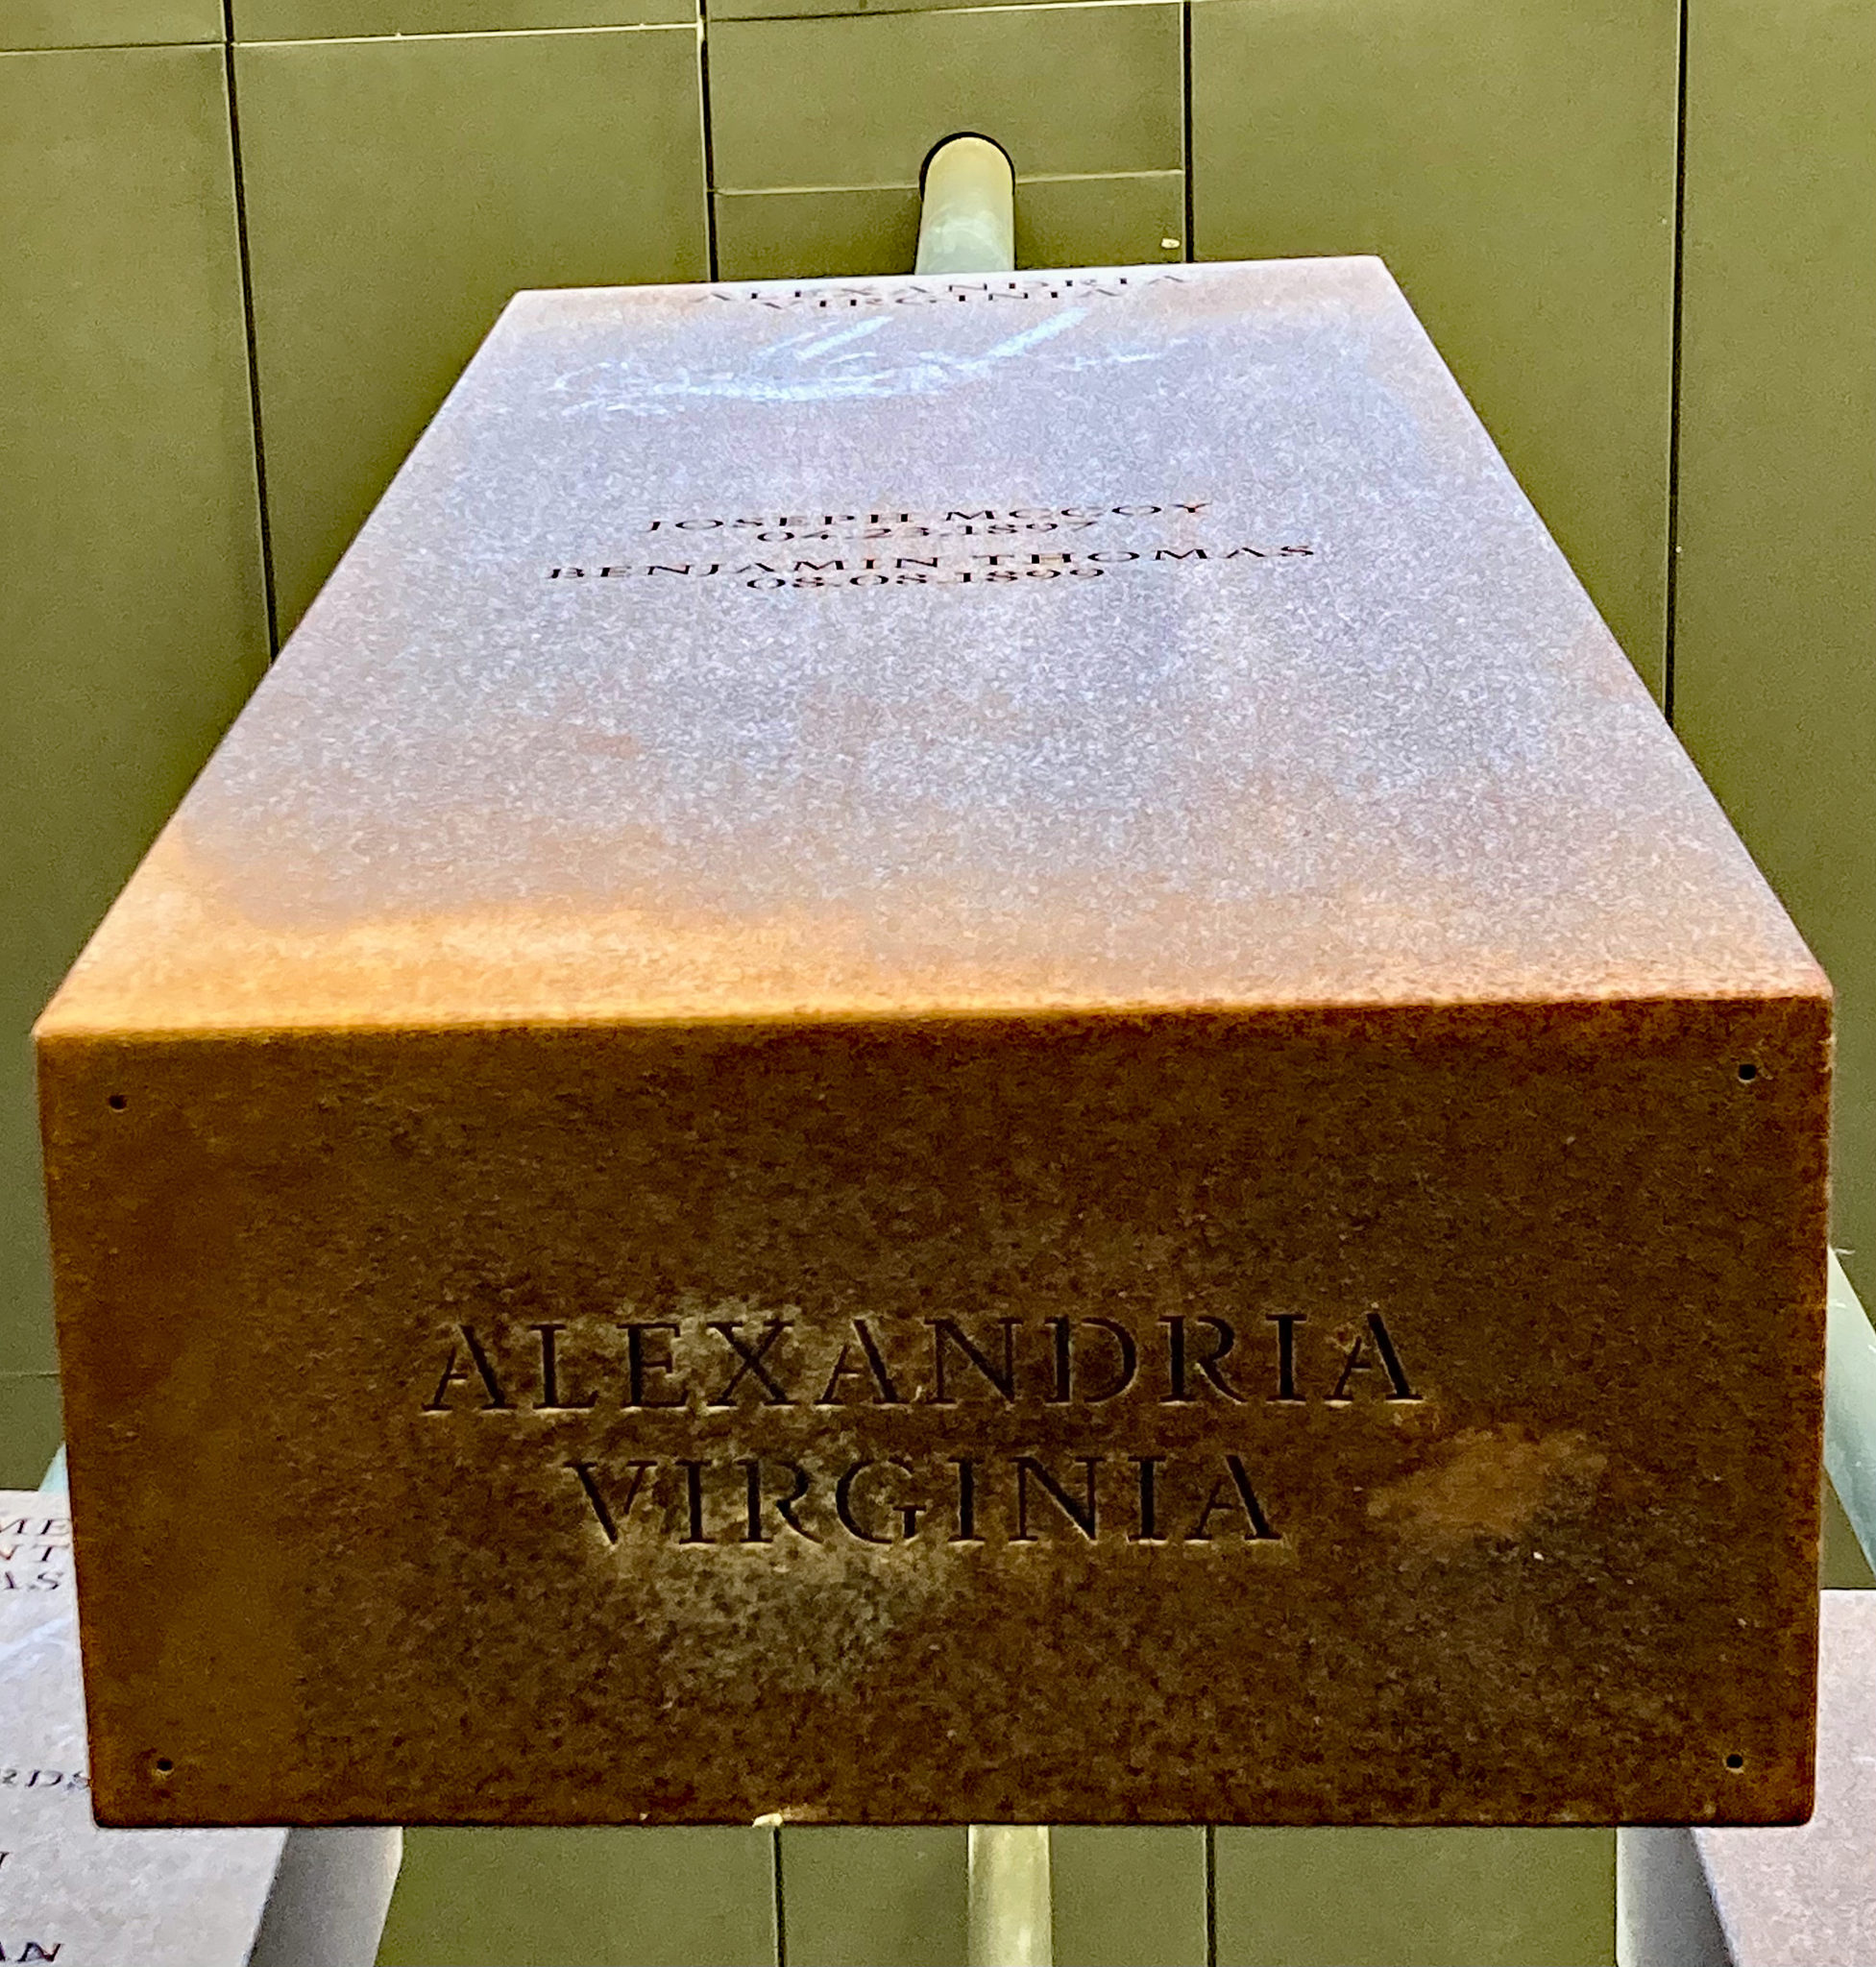 ALEXANDRIA
VIRGINIA
JOSEPH MCCOY
04.23.1897
BENJAMIN THOMAS
08.08.1899
ALEXANDRIA
VIRGINIA